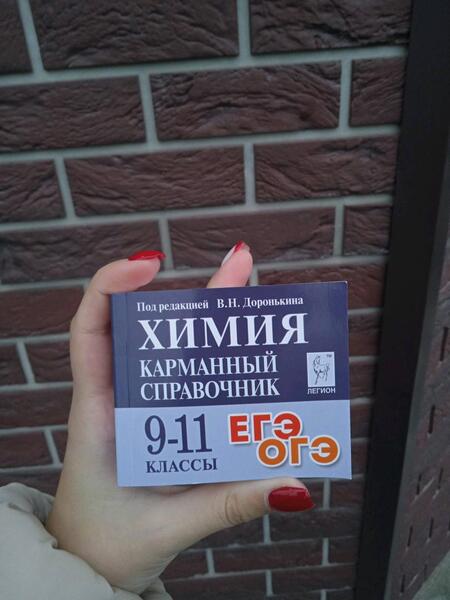 Под редакцией В.Н. Доронькина
ХИМИЯ
КАРМАННЫЙ
СПРАВОЧНИК
ЛЕГИОН
9-11
КЛАССЫ
ЕГЭ
ОГЭ